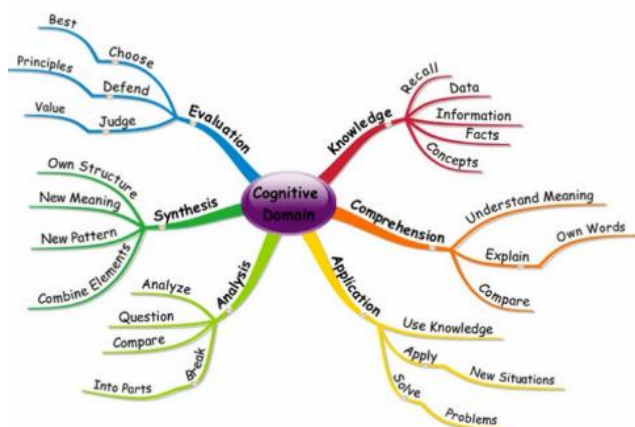 Cognitive
Domain
Knowledge
Recall
Data
Information
Facts
Concepts
Comprehension
Understand Meaning
Explain
Own Words
Compare
Application
Use Knowledge
Apply
New Situations
Solve
Problems
Analysis
Analyze
Question
Compare
Break
Into Parts
Synthesis
Own Structure
New Meaning
New Pattern
Combine Elements
Evaluation
Choose
Best
Defend
Principles
Judge
Value